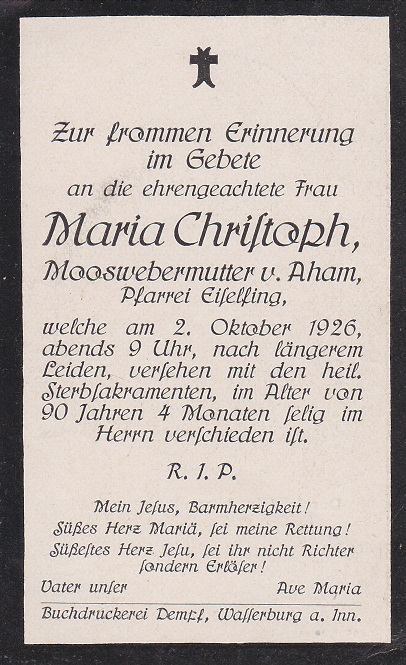 Zur frommen Erinnerung
im Gebete
an die ehrengeachtete Frau
Maria Chriſtoph,
Mooswebermutter v. Aham,
Pfarrei Eiſelfing,
welche am 2. Oktober 1926,
abends 9 Uhr, nach längerem
Leiden, verſehen mit den heil.
Sterbſakramenten, im Alter von
90 Jahren 4 Monaten ſelig im
Herrn verſchieden iſt.
R. I. P.
Mein Jeſus, Barmherzigkeit!
Süßes Herz Mariä, ſei meine Rettung!
Süßeſtes Herz Jeſu, ſei ihr nicht Richter
ſondern Erlöſer!
Vater unſer Ave Maria
Buchdruckerei Dempf, Waſſerburg a. Inn.